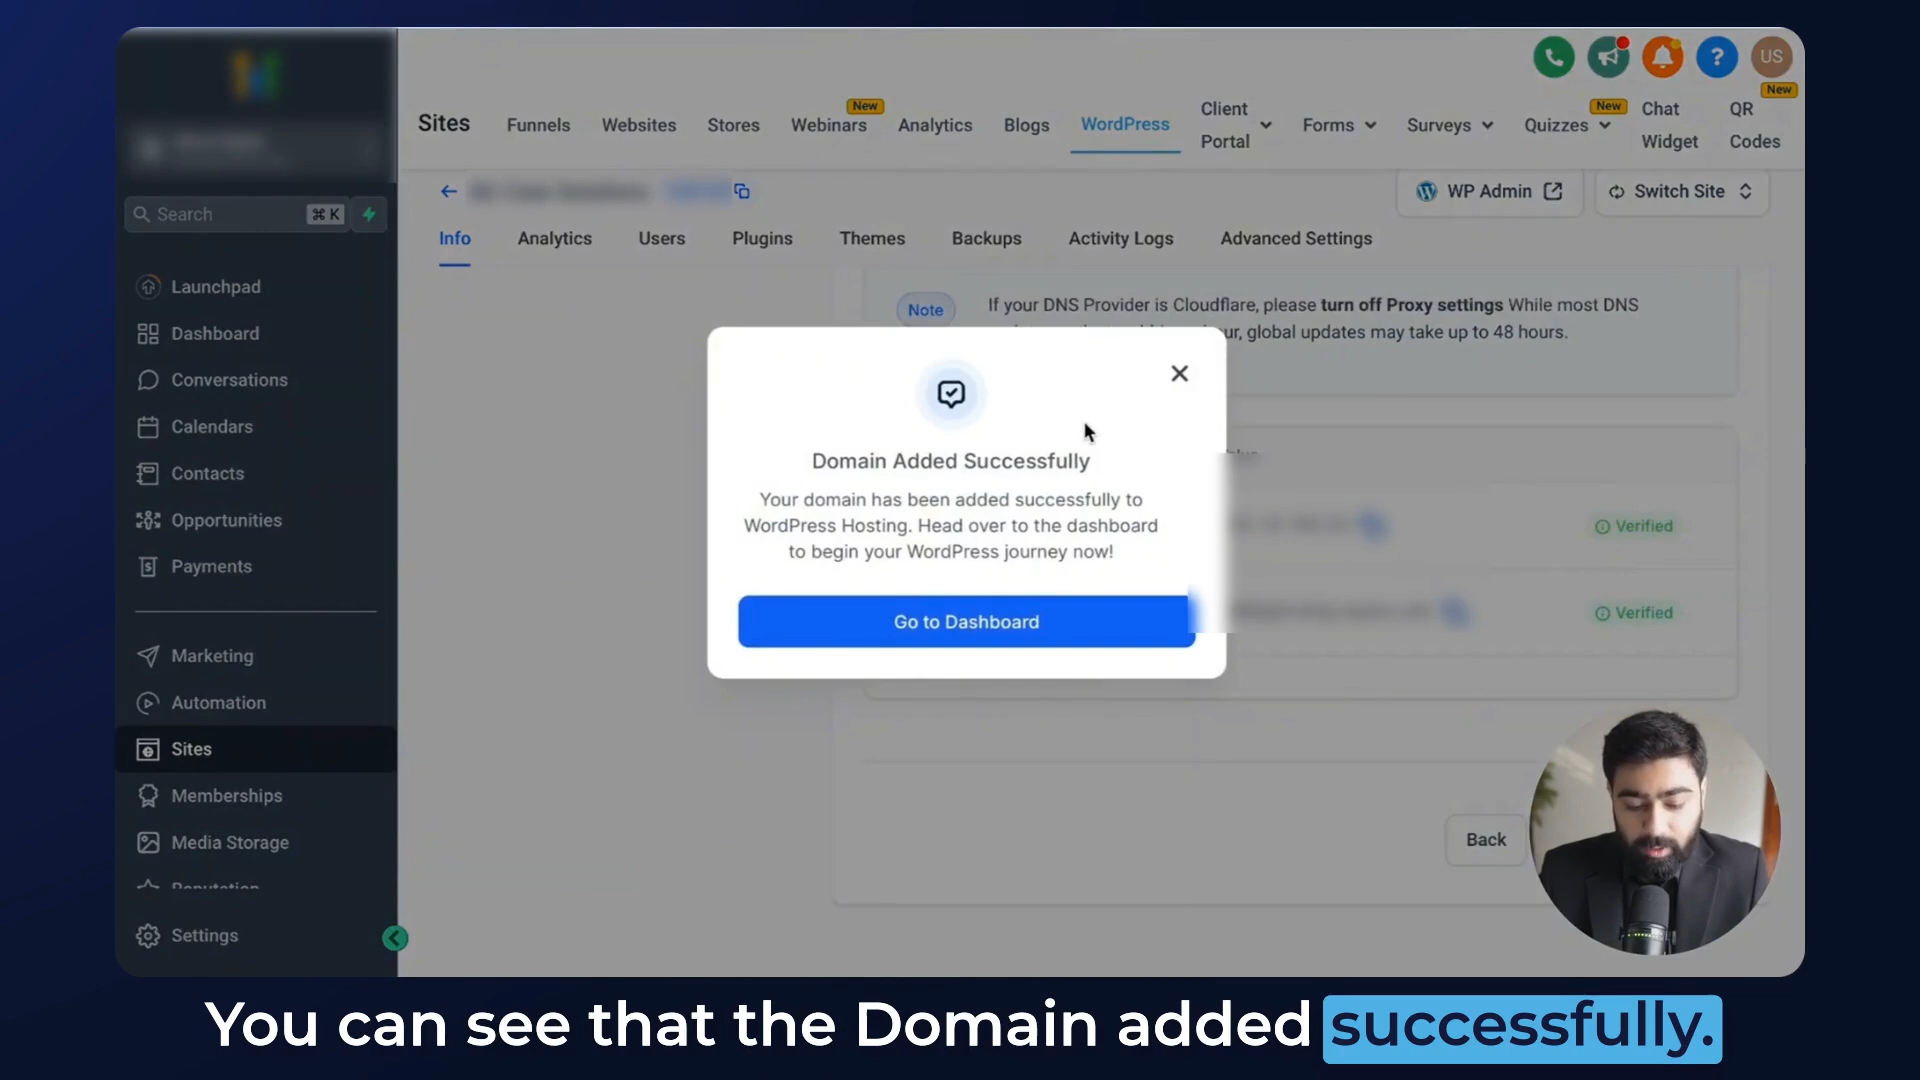 US
Sites
Funnels
Websites
Stores
Webinars
New
Analytics
Blogs
WordPress
Client
Portal
Forms
Surveys
Quizzes
New
Chat
Widget
QR
Codes
New
Search
⌘ K
WP Admin
Switch Site
Info
Analytics
Users
Plugins
Themes
Backups
Activity Logs
Advanced Settings
Launchpad
Dashboard
Conversations
Calendars
Contacts
Opportunities
Payments
Marketing
Automation
Sites
Memberships
Media Storage
Settings
Note
If your DNS Provider is Cloudflare, please turn off Proxy settings While most DNS
global updates may take up to 48 hours.
Domain Added Successfully
Your domain has been added successfully to
WordPress Hosting. Head over to the dashboard
to begin your WordPress journey now!
Go to Dashboard
Verified
Verified
Back
You can see that the Domain added successfully.